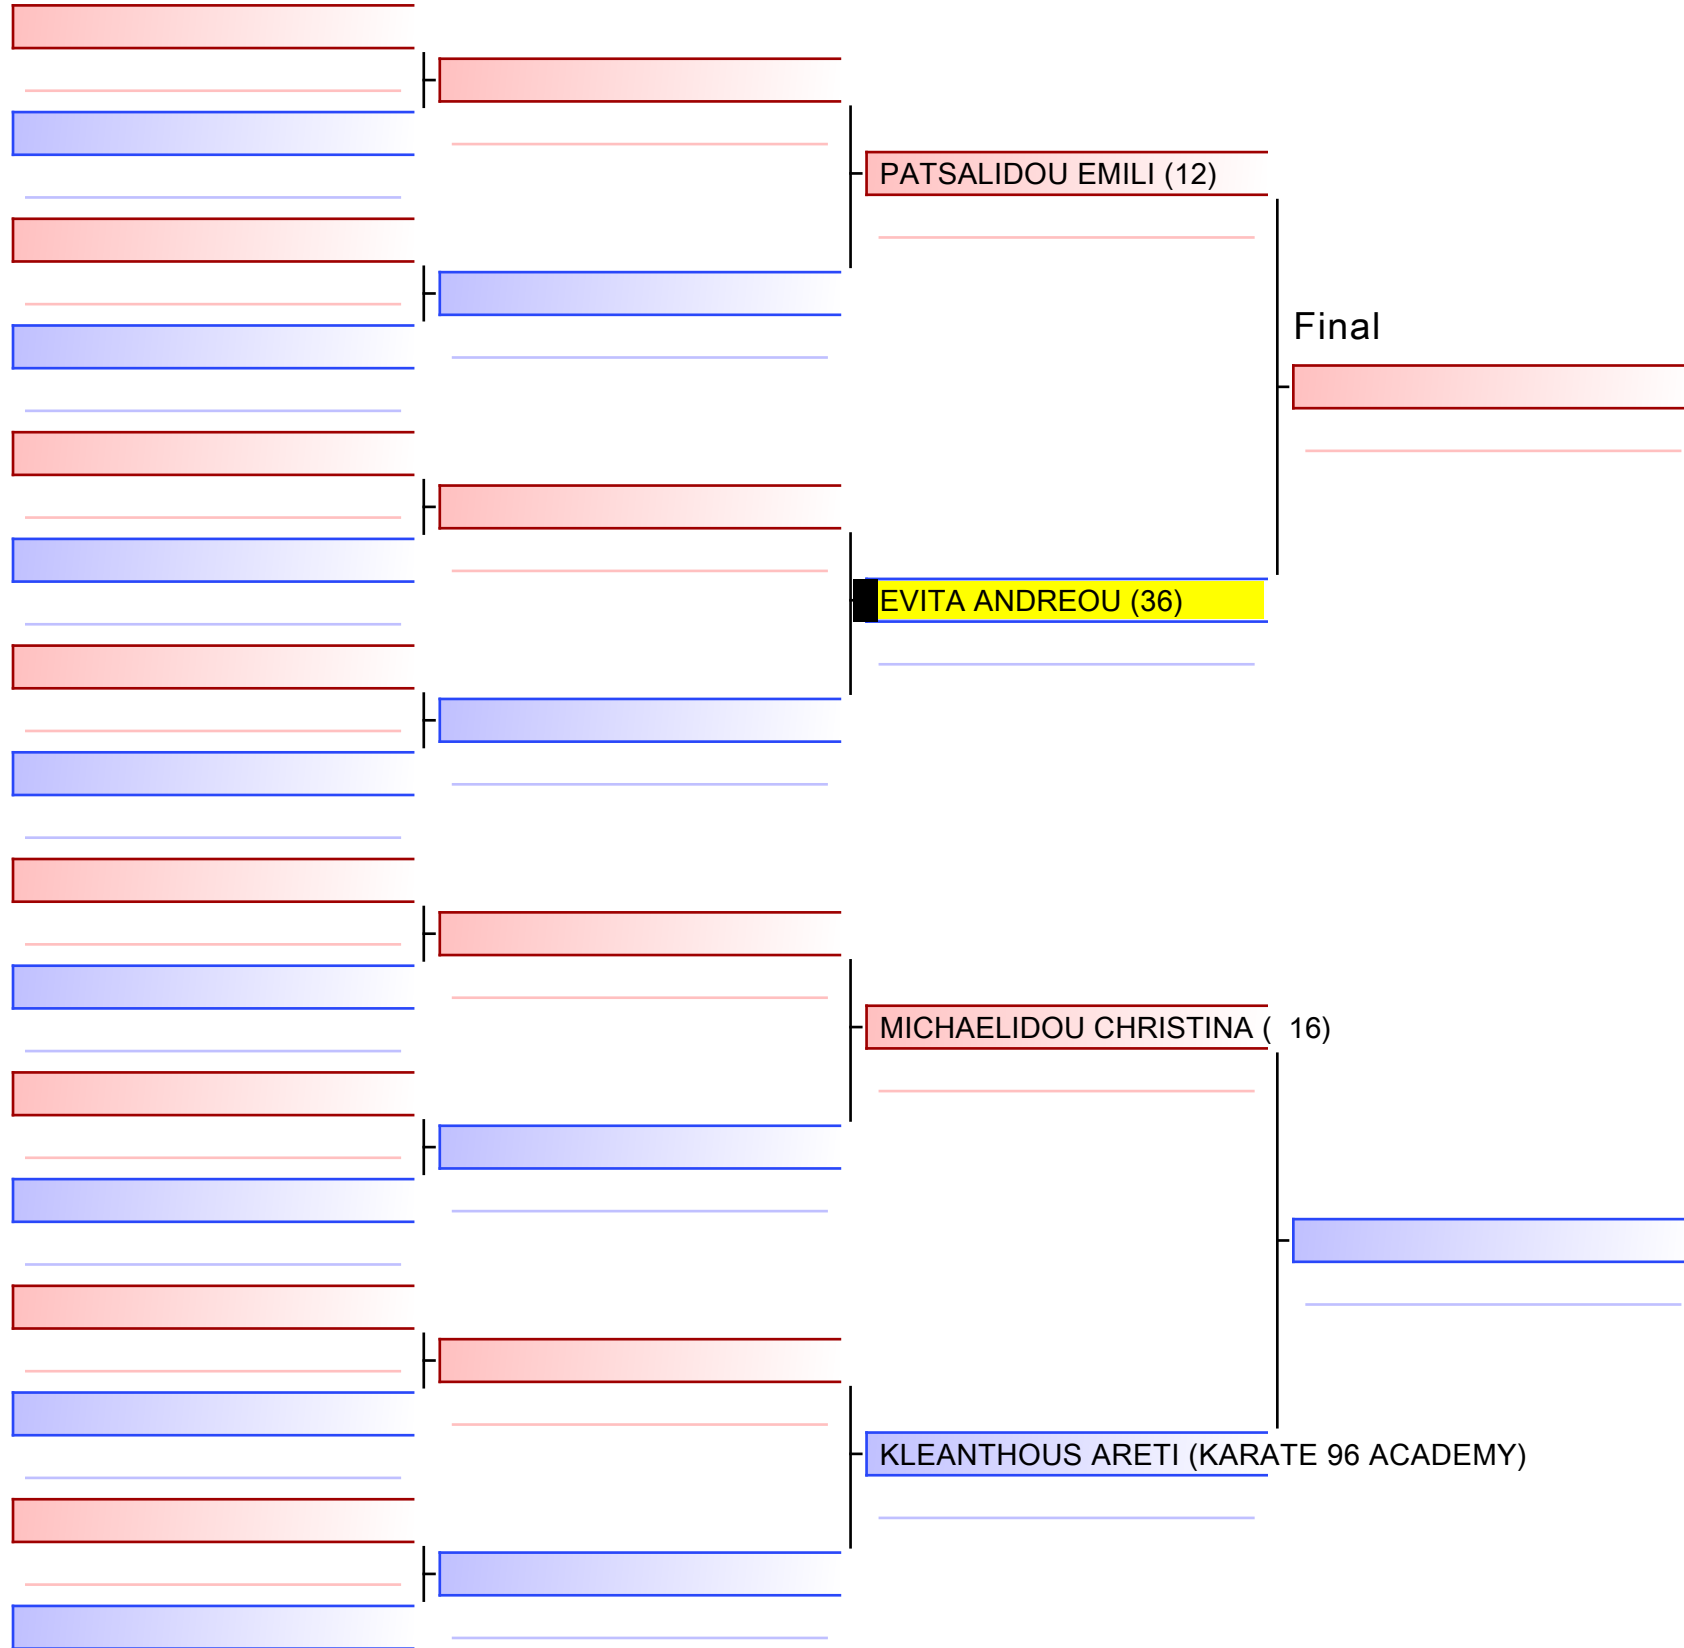 PATSALIDOU EMILI (12)
Final
EVITA ANDREOU (36)
MICHAELIDOU CHRISTINA (  16)
KLEANTHOUS ARETI (KARATE 96 ACADEMY)